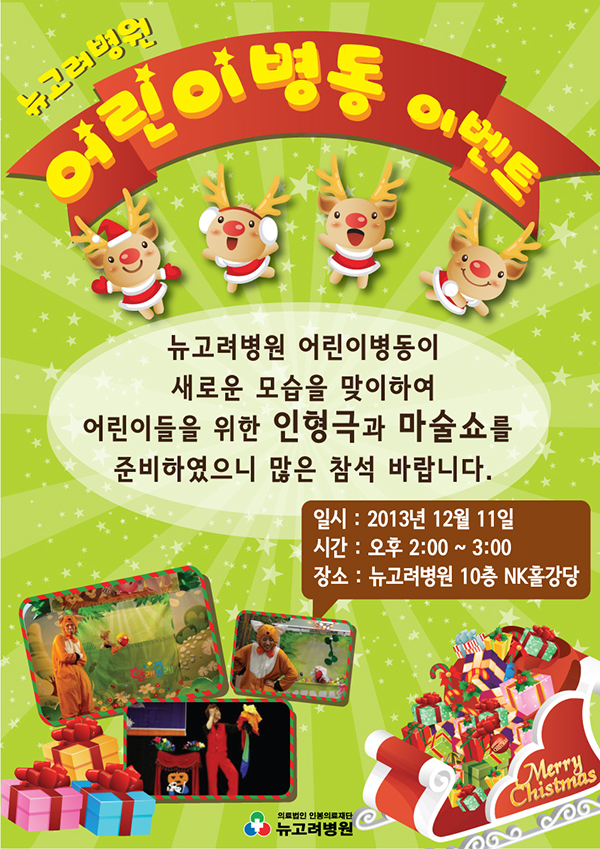 뉴고려병원
어린이병동 이벤트
뉴고려병원 어린이병동이
새로운 모습을 맞이하여
어린이들을 위한 인형극과 마술쇼를
준비하였으니 많은 참석 바랍니다.
일시 : 2013년 12월 11일
시간 : 오후 2:00 ~ 3:00
장소 : 뉴고려병원 10층 NK홀강당
Merry
Chistmas
의료법인 인봉의료재단
뉴고려병원